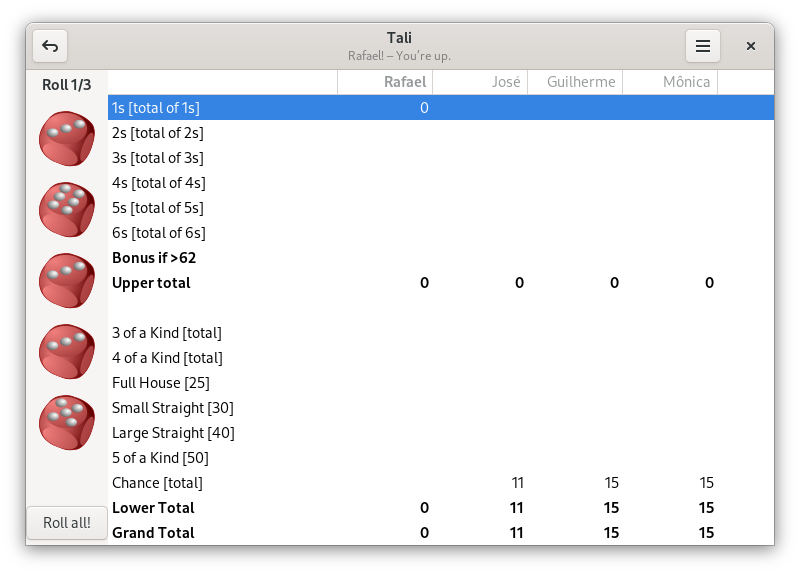 Tali
Rafael! – You’re up.
Roll 1/3
Rafael José Guilherme Mônica
1s [total of 1s] 0
2s [total of 2s]
3s [total of 3s]
4s [total of 4s]
5s [total of 5s]
6s [total of 6s]
Bonus if >62
Upper total 0 0 0 0
3 of a Kind [total]
4 of a Kind [total]
Full House [25]
Small Straight [30]
Large Straight [40]
5 of a Kind [50]
Chance [total] 11 15 15
Lower Total 0 11 15 15
Grand Total 0 11 15 15
Roll all!